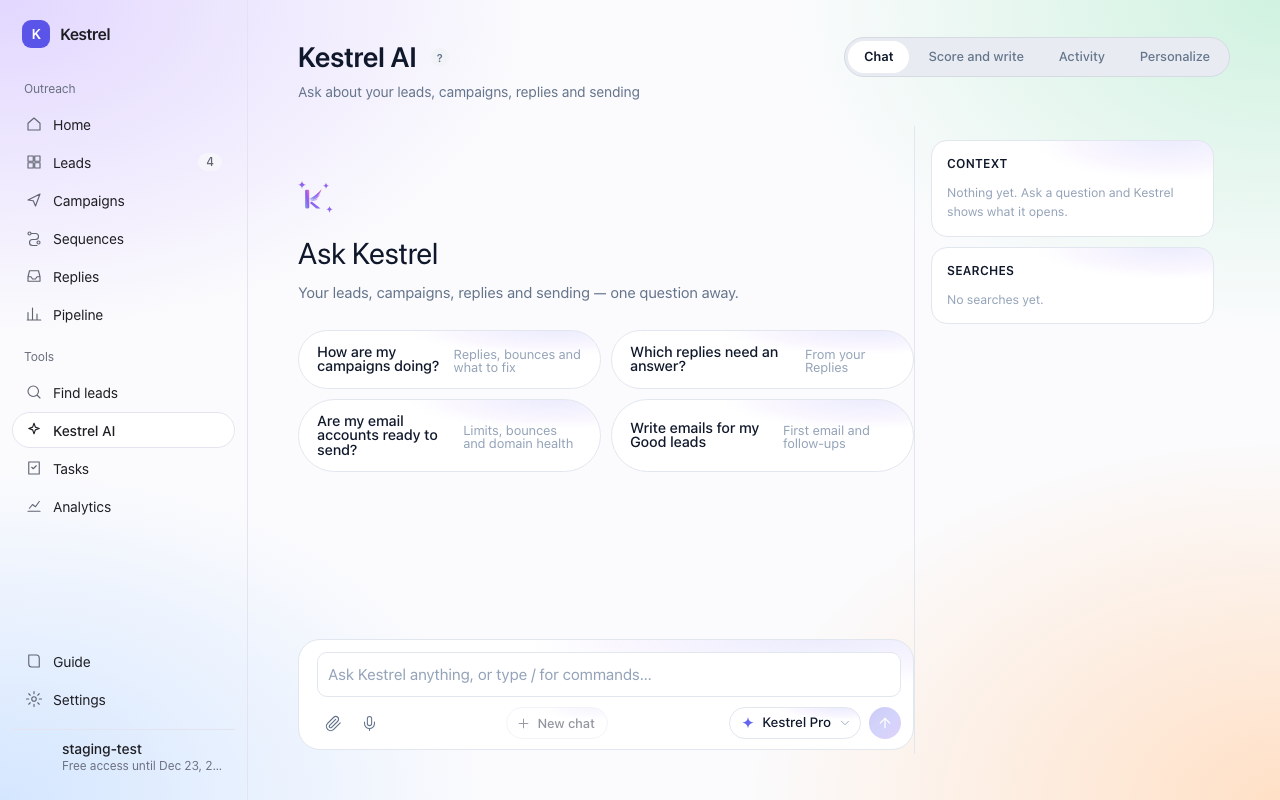 K
Kestrel
Outreach
Home
Leads
4
Campaigns
Sequences
Replies
Pipeline
Tools
Find leads
Kestrel AI
Tasks
Analytics
Guide
Settings
staging-test
Free access until Dec 23, 2...
Kestrel AI
?
Ask about your leads, campaigns, replies and sending
Chat
Score and write
Activity
Personalize
Ask Kestrel
Your leads, campaigns, replies and sending — one question away.
How are my
campaigns doing?
Replies, bounces and
what to fix
Which replies need an
answer?
From your
Replies
Are my email
accounts ready to
send?
Limits, bounces
and domain health
Write emails for my
Good leads
First email and
follow-ups
Ask Kestrel anything, or type / for commands...
New chat
Kestrel Pro
CONTEXT
Nothing yet. Ask a question and Kestrel
shows what it opens.
SEARCHES
No searches yet.